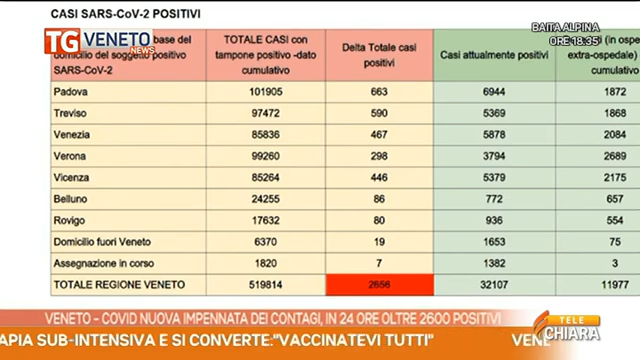 CASI SARS-CoV-2 POSITIVI
TG VENETO NEWS
BAITA ALPINA
ORE 18:35
base del
domicilio del soggetto positivo
SARS-CoV-2
TOTALE CASI con
tampone positivo -dato
cumulativo
Delta Totale casi
positivi
Casi attualmente positivi
(in ospe
extra-ospedale)
cumulativo
Padova 101905 663 6944 1872
Treviso 97472 590 5369 1868
Venezia 85836 467 5878 2084
Verona 99260 298 3794 2689
Vicenza 85264 446 5379 2175
Belluno 24255 86 772 657
Rovigo 17632 80 936 554
Domicilio fuori Veneto 6370 19 1653 75
Assegnazione in corso 1820 7 1382 3
TOTALE REGIONE VENETO 519814 2656 32107 11977
VENETO - COVID NUOVA IMPENNATA DEI CONTAGI, IN 24 ORE OLTRE 2600 POSITIVI
APIA SUB-INTENSIVA E SI CONVERTE:"VACCINATEVI TUTTI" VENE
TELE
CHIARA